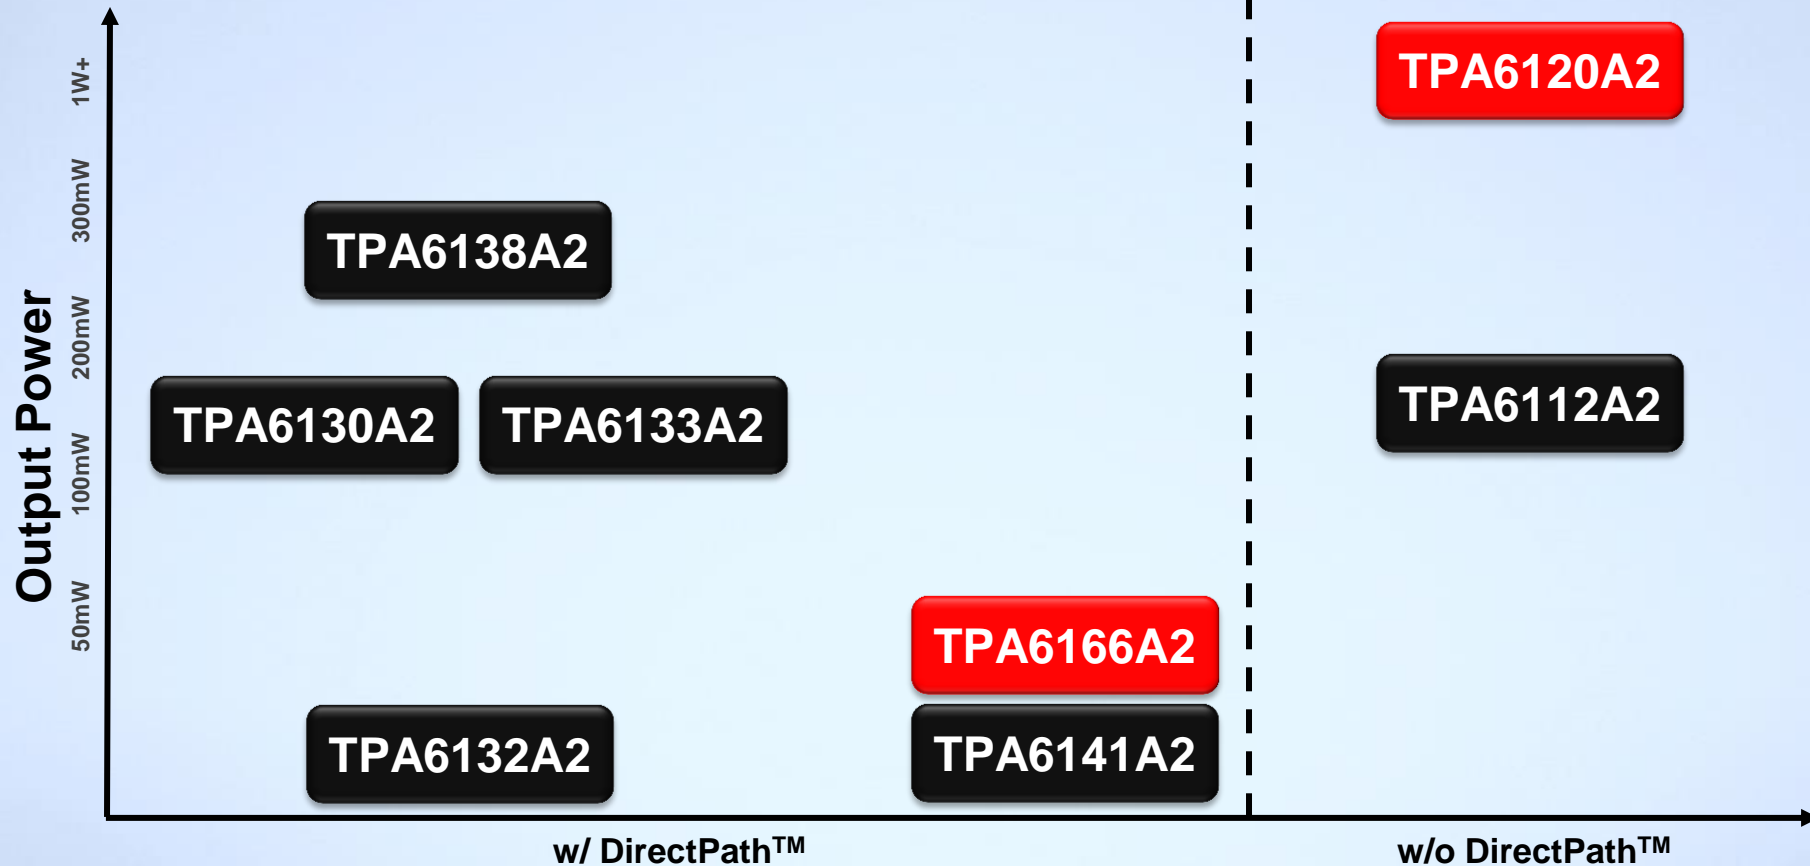 TPA6120A2
1W+
300mW
TPA6138A2
200mW
TPA6130A2
TPA6133A2
TPA6112A2
100mW
Output Power
50mW
TPA6166A2
TPA6132A2
TPA6141A2
w/ DirectPath™
w/o DirectPath™